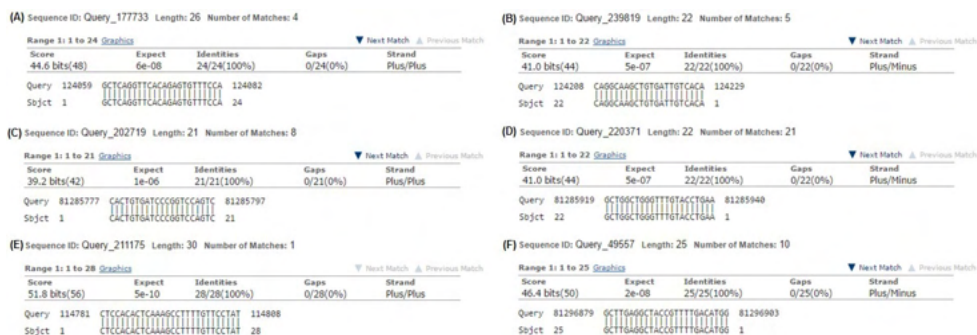 (A) Sequence ID: Query_177733 Length: 26 Number of Matches: 4
Range 1: 1 to 24 Graphics ▼ Next Match ▲ Previous Match
Score Expect Identities Gaps Strand
44.6 bits(48) 6e-08 24/24(100%) 0/24(0%) Plus/Plus
Query 124059 GCTCAGGTTCACAGAGTGTTTCCA 124082
Sbjct 1 GCTCAGGTTCACAGAGTGTTTCCA 24
(B) Sequence ID: Query_239819 Length: 22 Number of Matches: 5
Range 1: 1 to 22 Graphics ▼ Next Match ▲ Previous Match
Score Expect Identities Gaps Strand
41.0 bits(44) 5e-07 22/22(100%) 0/22(0%) Plus/Minus
Query 124208 CAGGCAAGCTGTGATTGTCACA 124229
Sbjct 22 CAGGCAAGCTGTGATTGTCACA 1
(C) Sequence ID: Query_202719 Length: 21 Number of Matches: 8
Range 1: 1 to 21 Graphics ▼ Next Match ▲ Previous Match
Score Expect Identities Gaps Strand
39.2 bits(42) 1e-06 21/21(100%) 0/21(0%) Plus/Plus
Query 81285777 CACTGTGATCCCGGTCCAGTC 81285797
Sbjct 1 CACTGTGATCCCGGTCCAGTC 21
(D) Sequence ID: Query_220371 Length: 22 Number of Matches: 21
Range 1: 1 to 22 Graphics ▼ Next Match ▲ Previous Match
Score Expect Identities Gaps Strand
41.0 bits(44) 5e-07 22/22(100%) 0/22(0%) Plus/Minus
Query 81285919 GCTGGCTGGGTTTGTACCTGAA 81285940
Sbjct 22 GCTGGCTGGGTTTGTACCTGAA 1
(E) Sequence ID: Query_211175 Length: 30 Number of Matches: 1
Range 1: 1 to 28 Graphics ▼ Next Match ▲ Previous Match
Score Expect Identities Gaps Strand
51.8 bits(56) 5e-10 28/28(100%) 0/28(0%) Plus/Plus
Query 114781 CTCCACACTCAAAGCCTTTTGTTCCTAT 114808
Sbjct 1 CTCCACACTCAAAGCCTTTTGTTCCTAT 28
(F) Sequence ID: Query_49557 Length: 25 Number of Matches: 10
Range 1: 1 to 25 Graphics ▼ Next Match ▲ Previous Match
Score Expect Identities Gaps Strand
46.4 bits(50) 2e-08 25/25(100%) 0/25(0%) Plus/Minus
Query 81296879 GCTTGAGGCTACCGTTTTGACATGG 81296903
Sbjct 25 GCTTGAGGCTACCGTTTTGACATGG 1